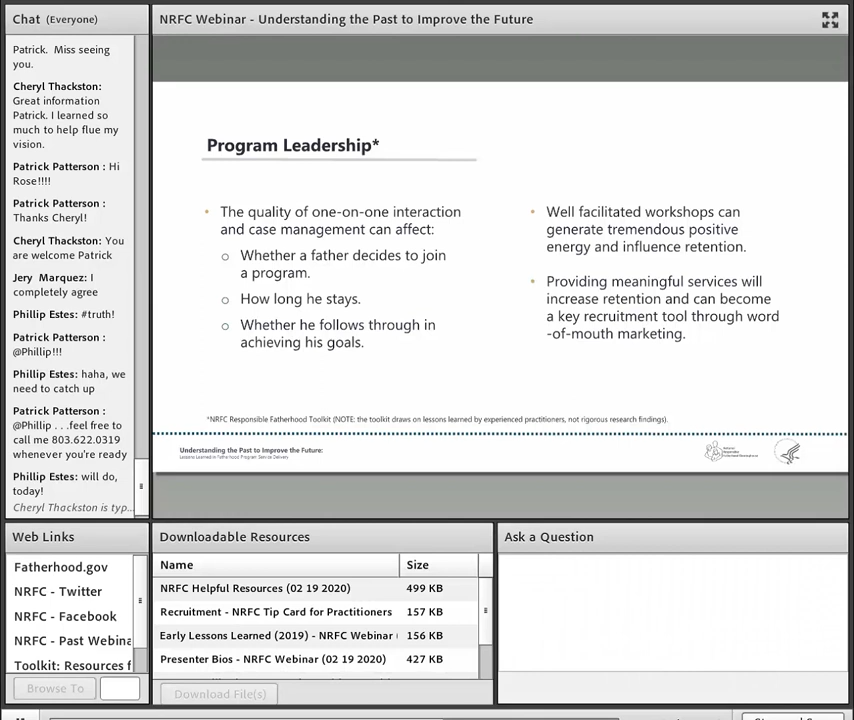 Chat (Everyone)
Patrick. Miss seeing
you.
Cheryl Thackston:
Great information
Patrick. I learned so
much to help flue my
vision.
Patrick Patterson : Hi
Rose!!!!
Patrick Patterson :
Thanks Cheryl!
Cheryl Thackston: You
are welcome Patrick
Jery Marquez: I
completely agree
Phillip Estes: #truth!
Patrick Patterson :
@Phillip!!!
Phillip Estes: haha, we
need to catch up
Patrick Patterson :
@Phillip . . .feel free to
call me 803.622.0319
whenever you're ready
Phillip Estes: will do,
today!
Cheryl Thackston is typ...
NRFC Webinar - Understanding the Past to Improve the Future
Program Leadership*
• The quality of one-on-one interaction
and case management can affect:
o Whether a father decides to join
a program.
o How long he stays.
o Whether he follows through in
achieving his goals.
• Well facilitated workshops can
generate tremendous positive
energy and influence retention.
• Providing meaningful services will
increase retention and can become
a key recruitment tool through word
-of-mouth marketing.
*NRFC Responsible Fatherhood Toolkit (NOTE: the toolkit draws on lessons learned by experienced practitioners, not rigorous research findings).
Understanding the Past to Improve the Future:
Lessons Learned in Fatherhood Program Service Delivery
Web Links
Fatherhood.gov
NRFC - Twitter
NRFC - Facebook
NRFC - Past Webina
Toolkit: Resources f
Browse To
Downloadable Resources
Name Size
NRFC Helpful Resources (02 19 2020) 499 KB
Recruitment - NRFC Tip Card for Practitioners 157 KB
Early Lessons Learned (2019) - NRFC Webinar 156 KB
Presenter Bios - NRFC Webinar (02 19 2020) 427 KB
Download File(s)
Ask a Question